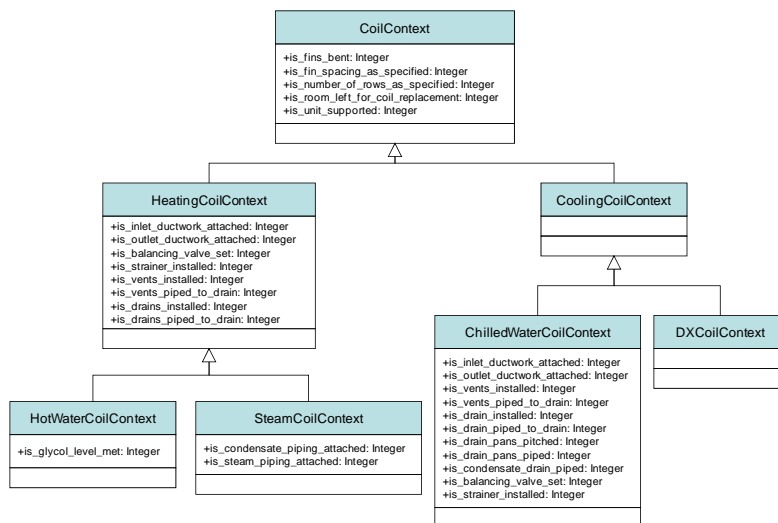 CoilContext
+is_fins_bent: Integer
+is_fin_spacing_as_specified: Integer
+is_number_of_rows_as_specified: Integer
+is_room_left_for_coil_replacement: Integer
+is_unit_supported: Integer
HeatingCoilContext
+is_inlet_ductwork_attached: Integer
+is_outlet_ductwork_attached: Integer
+is_balancing_valve_set: Integer
+is_strainer_installed: Integer
+is_vents_installed: Integer
+is_vents_piped_to_drain: Integer
+is_drains_installed: Integer
+is_drains_piped_to_drain: Integer
CoolingCoilContext
HotWaterCoilContext
+is_glycol_level_met: Integer
SteamCoilContext
+is_condensate_piping_attached: Integer
+is_steam_piping_attached: Integer
ChilledWaterCoilContext
+is_inlet_ductwork_attached: Integer
+is_outlet_ductwork_attached: Integer
+is_vents_installed: Integer
+is_vents_piped_to_drain: Integer
+is_drain_installed: Integer
+is_drain_piped_to_drain: Integer
+is_drain_pans_pitched: Integer
+is_drain_pans_piped: Integer
+is_condensate_drain_piped: Integer
+is_balancing_valve_set: Integer
+is_strainer_installed: Integer
DXCoilContext